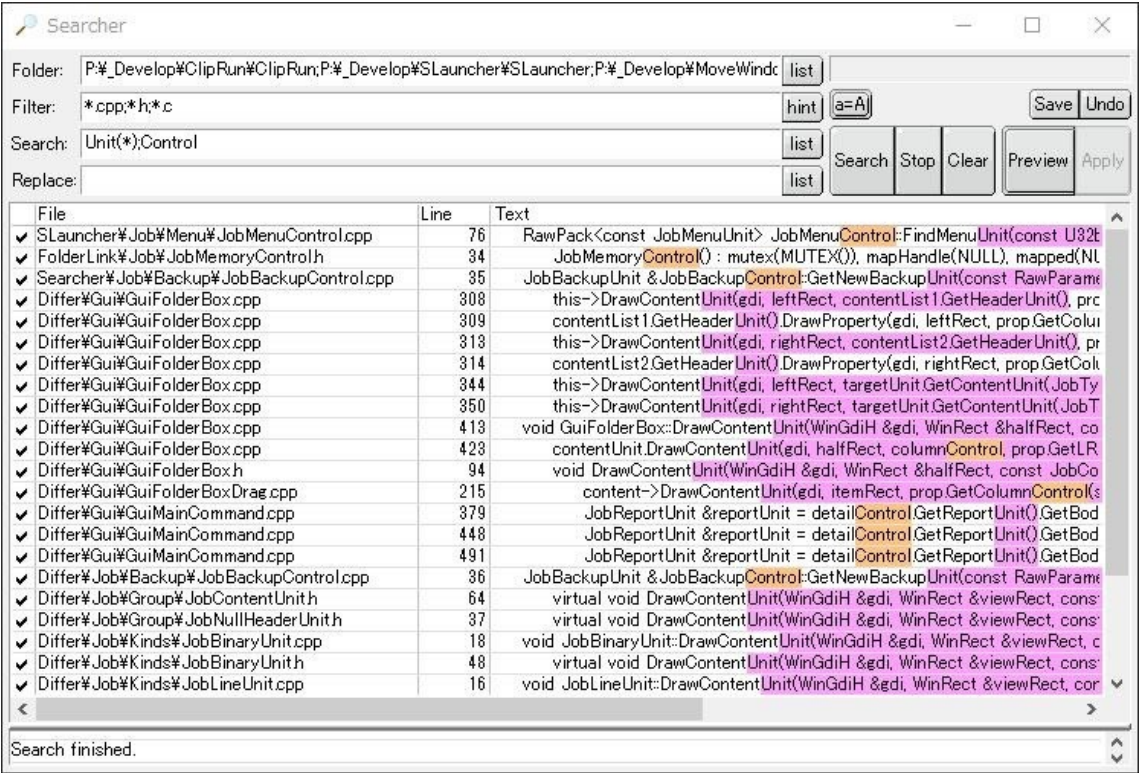 Searcher
Folder: P:¥_Develop¥ClipRun¥ClipRun;P:¥_Develop¥SLauncher¥SLauncher;P:¥_Develop¥MoveWindo list
Filter: *.cpp;*.h;*.c hint a=A Save Undo
Search: Unit(*);Control list
Search Stop Clear Preview Apply
Replace: list
File Line Text
SLauncher¥Job¥Menu¥JobMenuControl.cpp 76 RawPack<const JobMenuUnit> JobMenuControl::FindMenuUnit(const U32t
FolderLink¥Job¥JobMemoryControl.h 34 JobMemoryControl() : mutex(MUTEX()), mapHandle(NULL), mapped(NU
Searcher¥Job¥Backup¥JobBackupControl.cpp 35 JobBackupUnit &JobBackupControl::GetNewBackupUnit(const RawParame
Differ¥Gui¥GuiFolderBox.cpp 308 this->DrawContentUnit(gdi, leftRect, contentList1.GetHeaderUnit(), prc
Differ¥Gui¥GuiFolderBox.cpp 309 contentList1.GetHeaderUnit().DrawProperty(gdi, leftRect, prop.GetColur
Differ¥Gui¥GuiFolderBox.cpp 313 this->DrawContentUnit(gdi, rightRect, contentList2.GetHeaderUnit(), pr
Differ¥Gui¥GuiFolderBox.cpp 314 contentList2.GetHeaderUnit().DrawProperty(gdi, rightRect, prop.GetColu
Differ¥Gui¥GuiFolderBox.cpp 344 this->DrawContentUnit(gdi, leftRect, targetUnit.GetContentUnit(JobTy
Differ¥Gui¥GuiFolderBox.cpp 350 this->DrawContentUnit(gdi, rightRect, targetUnit.GetContentUnit(JobT
Differ¥Gui¥GuiFolderBox.cpp 413 void GuiFolderBox::DrawContentUnit(WinGdiH &gdi, WinRect &halfRect, co
Differ¥Gui¥GuiFolderBox.cpp 423 contentUnit.DrawContentUnit(gdi, halfRect, columnControl, prop.GetLR
Differ¥Gui¥GuiFolderBox.h 94 void DrawContentUnit(WinGdiH &gdi, WinRect &halfRect, const JobCo
Differ¥Gui¥GuiFolderBoxDrag.cpp 215 content->DrawContentUnit(gdi, itemRect, prop.GetColumnControl(s
Differ¥Gui¥GuiMainCommand.cpp 379 JobReportUnit &reportUnit = detailControl.GetReportUnit().GetBod
Differ¥Gui¥GuiMainCommand.cpp 448 JobReportUnit &reportUnit = detailControl.GetReportUnit().GetBod
Differ¥Gui¥GuiMainCommand.cpp 491 JobReportUnit &reportUnit = detailControl.GetReportUnit().GetBod
Differ¥Job¥Backup¥JobBackupControl.cpp 36 JobBackupUnit &JobBackupControl::GetNewBackupUnit(const RawParame
Differ¥Job¥Group¥JobContentUnit.h 64 virtual void DrawContentUnit(WinGdiH &gdi, WinRect &viewRect, cons
Differ¥Job¥Group¥JobNullHeaderUnit.h 37 virtual void DrawContentUnit(WinGdiH &gdi, WinRect &viewRect, cons
Differ¥Job¥Kinds¥JobBinaryUnit.cpp 18 void JobBinaryUnit::DrawContentUnit(WinGdiH &gdi, WinRect &viewRect, c
Differ¥Job¥Kinds¥JobBinaryUnit.h 48 virtual void DrawContentUnit(WinGdiH &gdi, WinRect &viewRect, cons
Differ¥Job¥Kinds¥JobLineUnit.cpp 16 void JobLineUnit::DrawContentUnit(WinGdiH &gdi, WinRect &viewRect, con
Search finished.